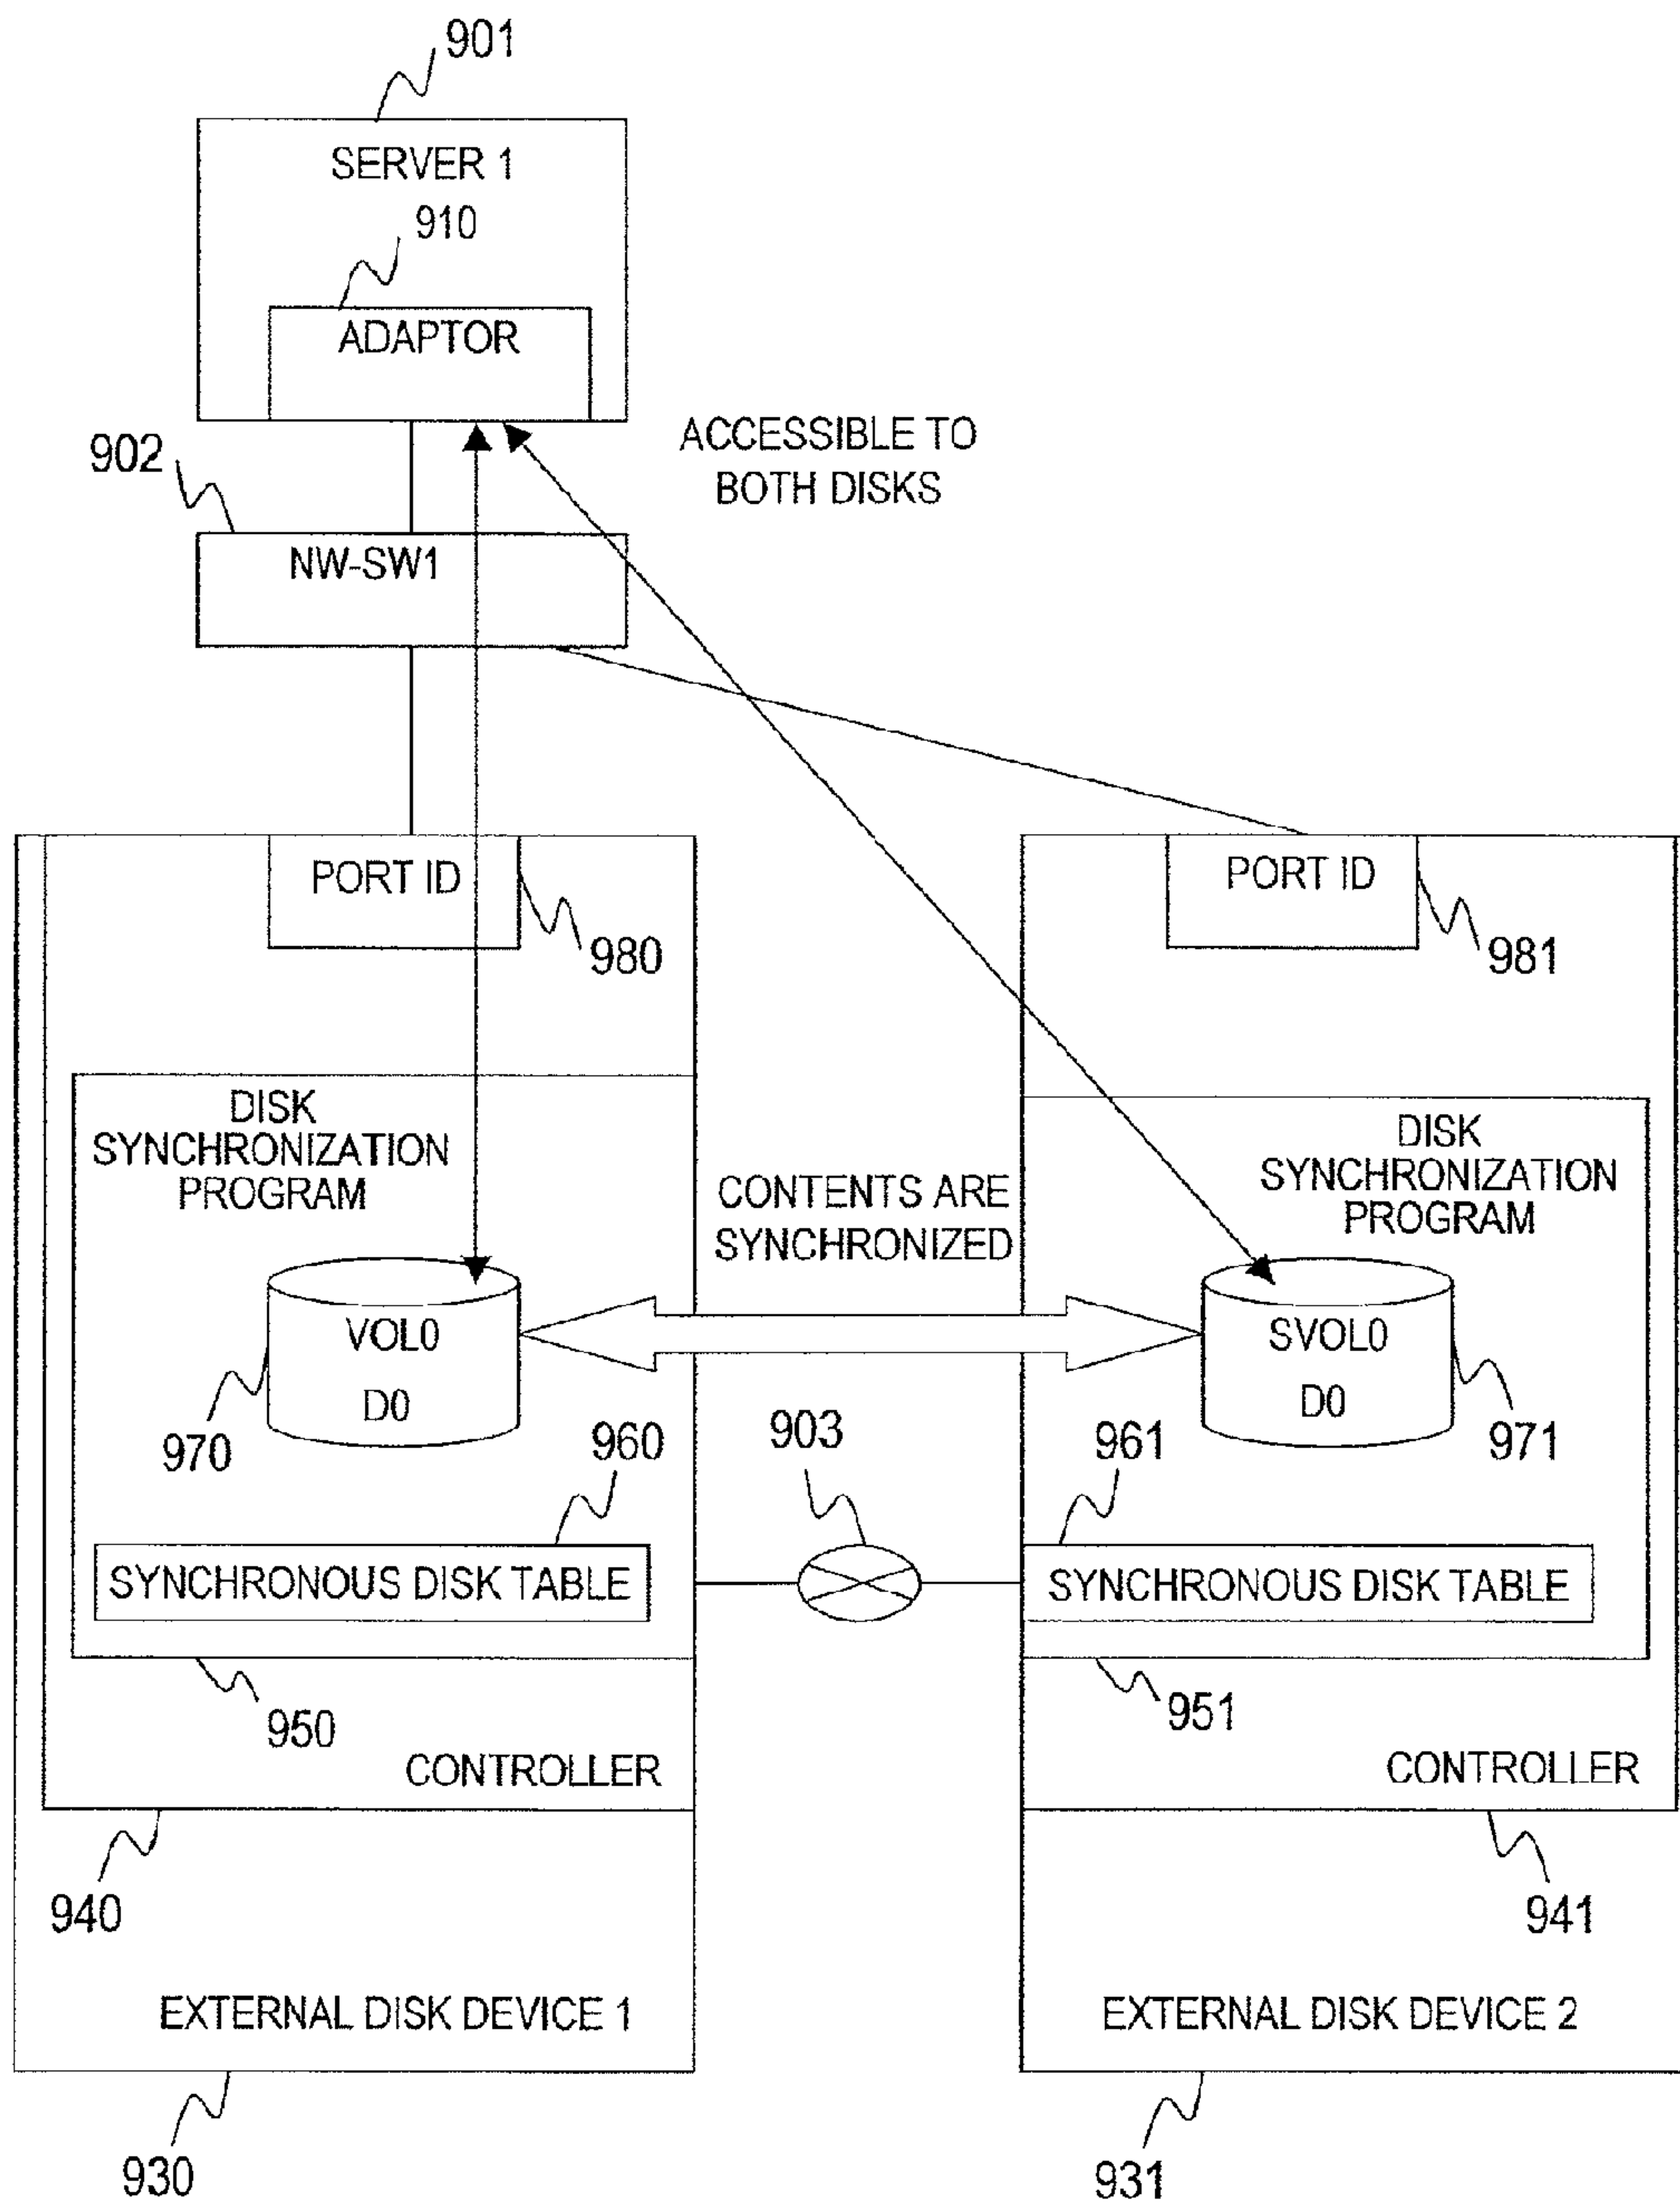 901
SERVER 1
910
ADAPTOR
ACCESSIBLE TO
BOTH DISKS
902
NW-SW1
PORT ID
980
PORT ID
981
DISK
SYNCHRONIZATION
PROGRAM
DISK
SYNCHRONIZATION
PROGRAM
CONTENTS ARE
SYNCHRONIZED
VOL0
D0
970
SVOL0
D0
971
960
903
961
SYNCHRONOUS DISK TABLE
SYNCHRONOUS DISK TABLE
950
951
CONTROLLER
CONTROLLER
940
941
EXTERNAL DISK DEVICE 1
EXTERNAL DISK DEVICE 2
930
931